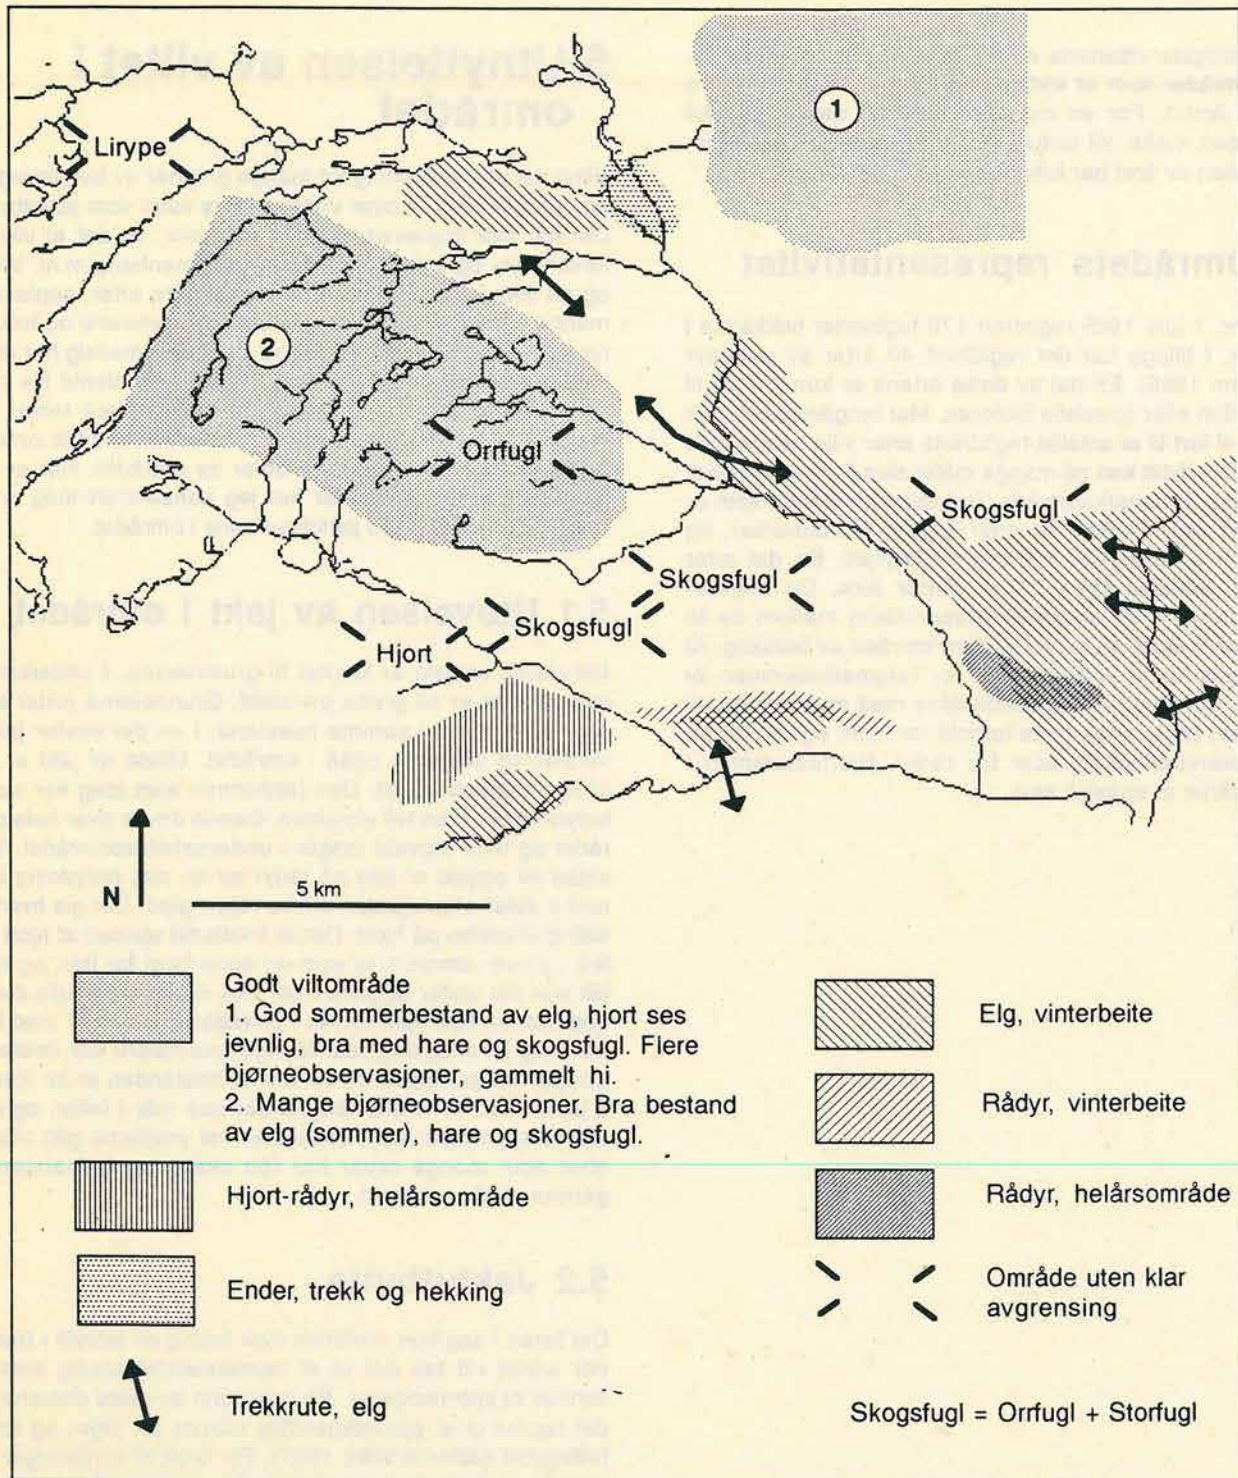 1
Lirype
2
Orrfugl
Skogsfugl
Skogsfugl
Skogsfugl
Hjort
N
5 km
Godt viltområde
1. God sommerbestand av elg, hjort ses
jevnlig, bra med hare og skogsfugl. Flere
bjørneobservasjoner, gammelt hi.
2. Mange bjørneobservasjoner. Bra bestand
av elg (sommer), hare og skogsfugl.
Hjort-rådyr, helårsområde
Ender, trekk og hekking
Trekkrute, elg
Elg, vinterbeite
Rådyr, vinterbeite
Rådyr, helårsområde
Område uten klar
avgrensing
Skogsfugl = Orrfugl + Storfugl